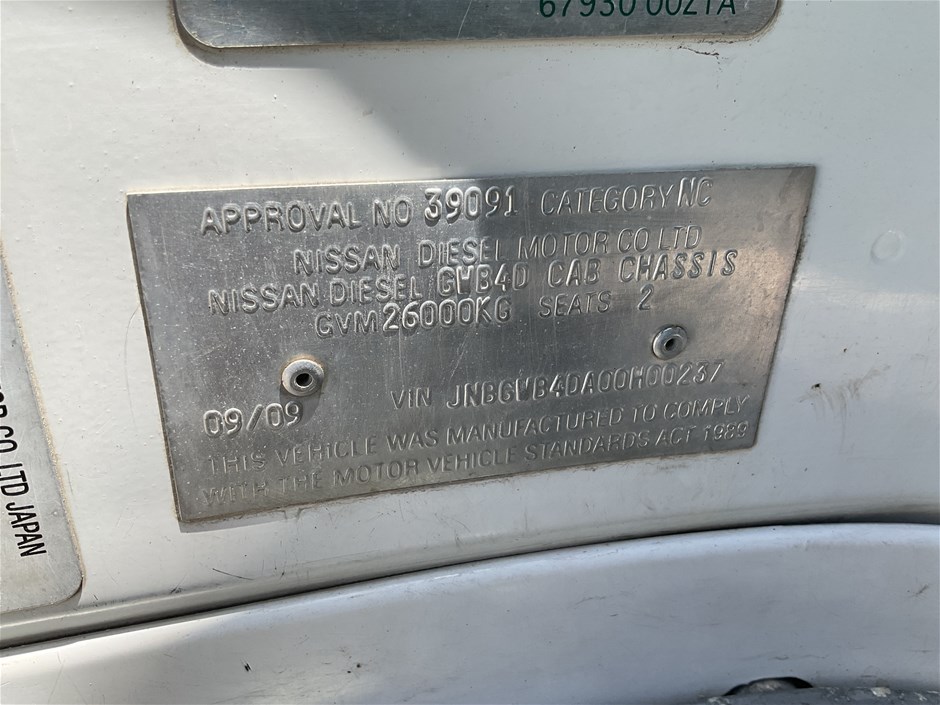 67930 0021A
APPROVAL NO 39091 CATEGORY NC
NISSAN DIESEL MOTOR CO LTD
NISSAN DIESEL GWB4D CAB CHASSIS
GVM 26000KG SEATS 2
VIN JNBGWB4DA00H00237
09/09
THIS VEHICLE WAS MANUFACTURED TO COMPLY
WITH THE MOTOR VEHICLE STANDARDS ACT 1989
CO LTD JAPAN